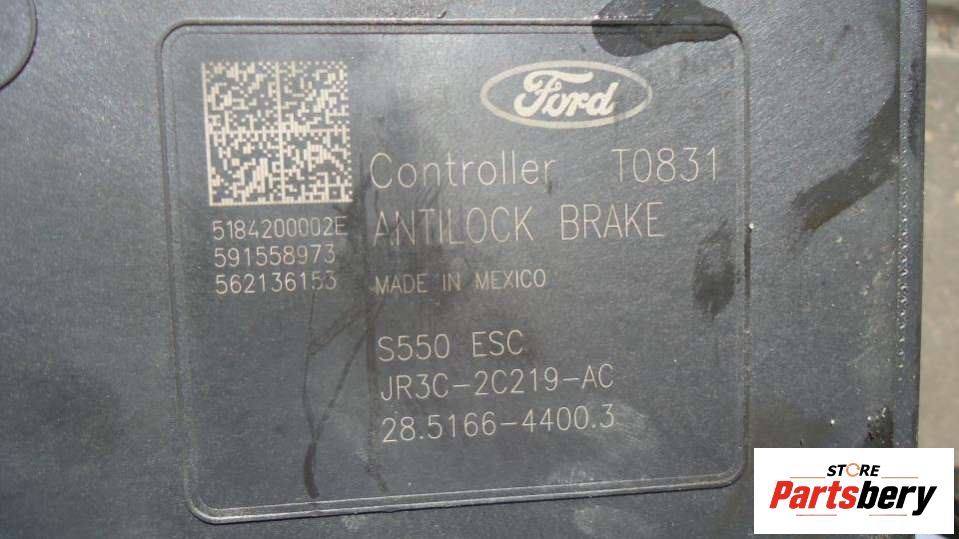 Ford
Controller T0831
ANTILOCK BRAKE
5184200002E
591558973
562136153
MADE IN MEXICO
S550 ESC
JR3C-2C219-AC
28.5166-4400.3
STORE
Partsbery